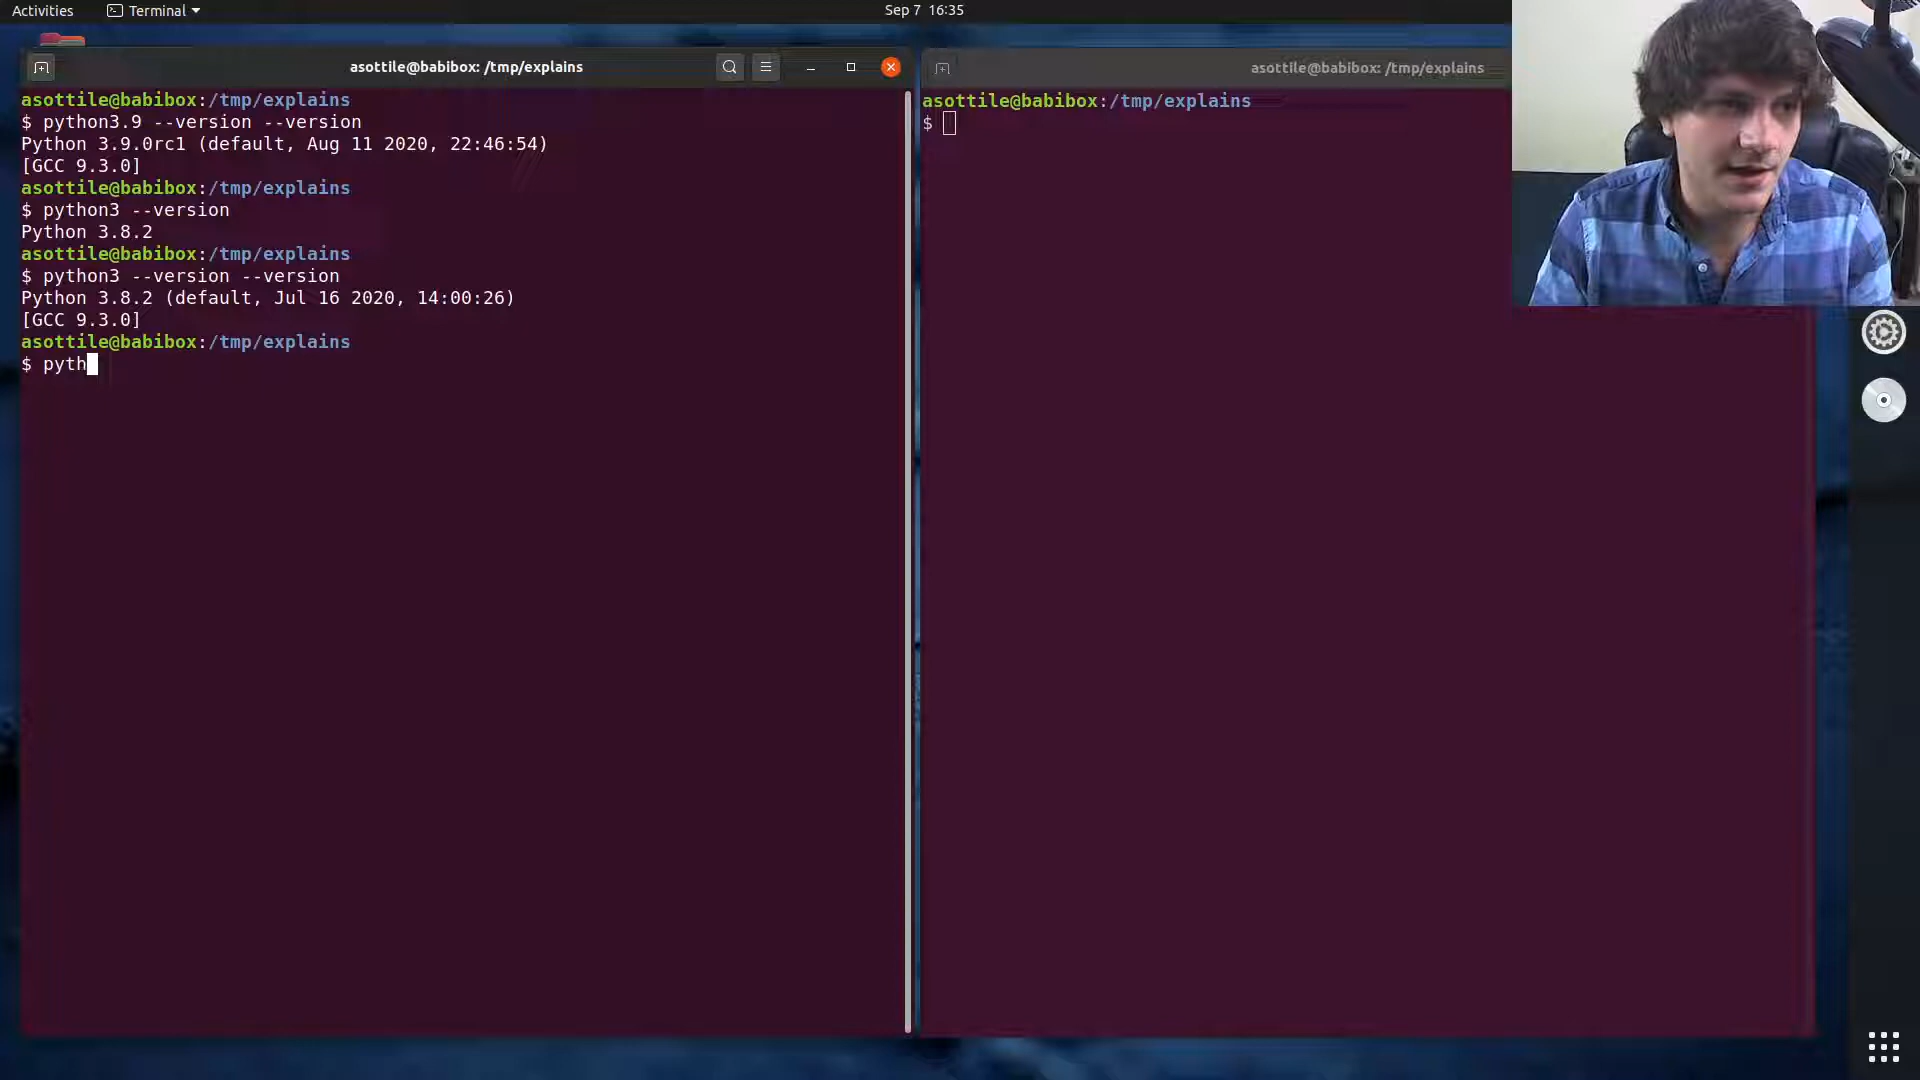 Activities
Terminal
Sep 7 16:35
asottile@babibox: /tmp/explains
asottile@babibox:/tmp/explains
$ python3.9 --version --version
Python 3.9.0rc1 (default, Aug 11 2020, 22:46:54)
[GCC 9.3.0]
asottile@babibox:/tmp/explains
$ python3 --version
Python 3.8.2
asottile@babibox:/tmp/explains
$ python3 --version --version
Python 3.8.2 (default, Jul 16 2020, 14:00:26)
[GCC 9.3.0]
asottile@babibox:/tmp/explains
$ pyth
asottile@babibox: /tmp/explains
asottile@babibox:/tmp/explains
$